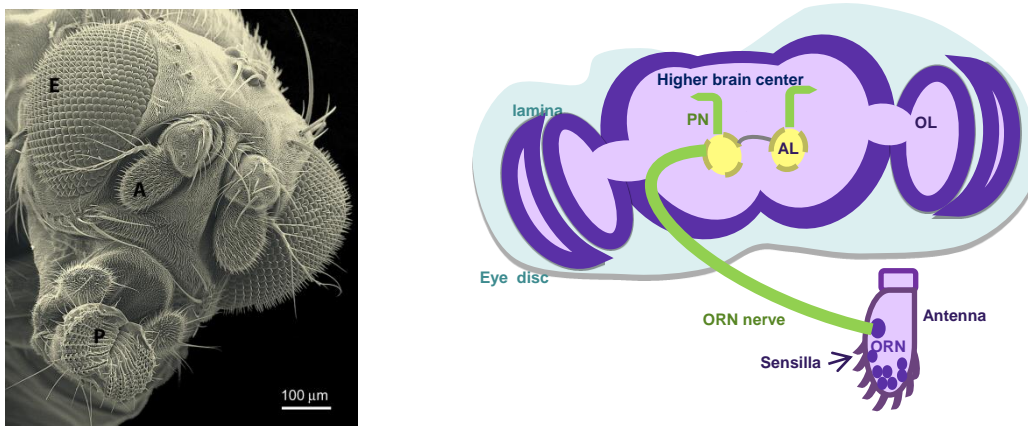 E
A
P
100 µm
Higher brain center
lamina
PN
AL
OL
Eye disc
ORN nerve
Antenna
ORN
Sensilla